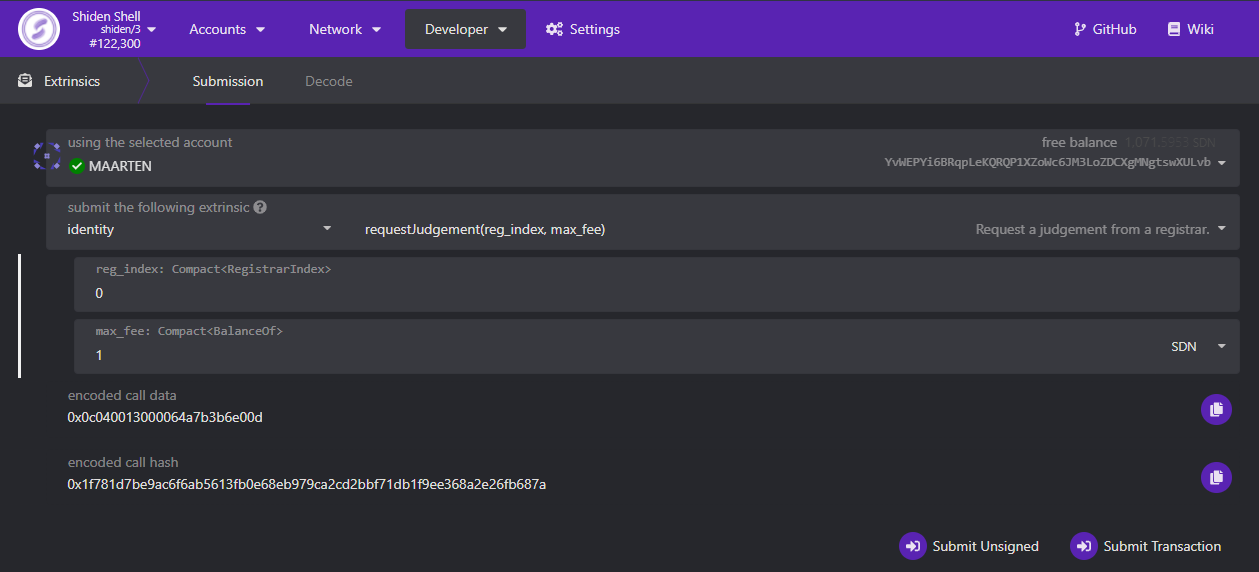 Shiden Shell
shiden/3
#122,300
Accounts
Network
Developer
Settings
GitHub
Wiki
Extrinsics
Submission
Decode
using the selected account
MAARTEN
free balance 1,071.5953 SDN
YvWEPYi6BRqpLeKQRQP1XZoWc6JM3LoZDCXgMNgtswXULvb
submit the following extrinsic
identity
requestJudgement(reg_index, max_fee)
Request a judgement from a registrar.
reg_index: Compact<RegistrarIndex>
0
max_fee: Compact<BalanceOf>
1
SDN
encoded call data
0x0c040013000064a7b3b6e00d
encoded call hash
0x1f781d7be9ac6f6ab5613fb0e68eb979ca2cd2bbf71db1f9ee368a2e26fb687a
Submit Unsigned
Submit Transaction